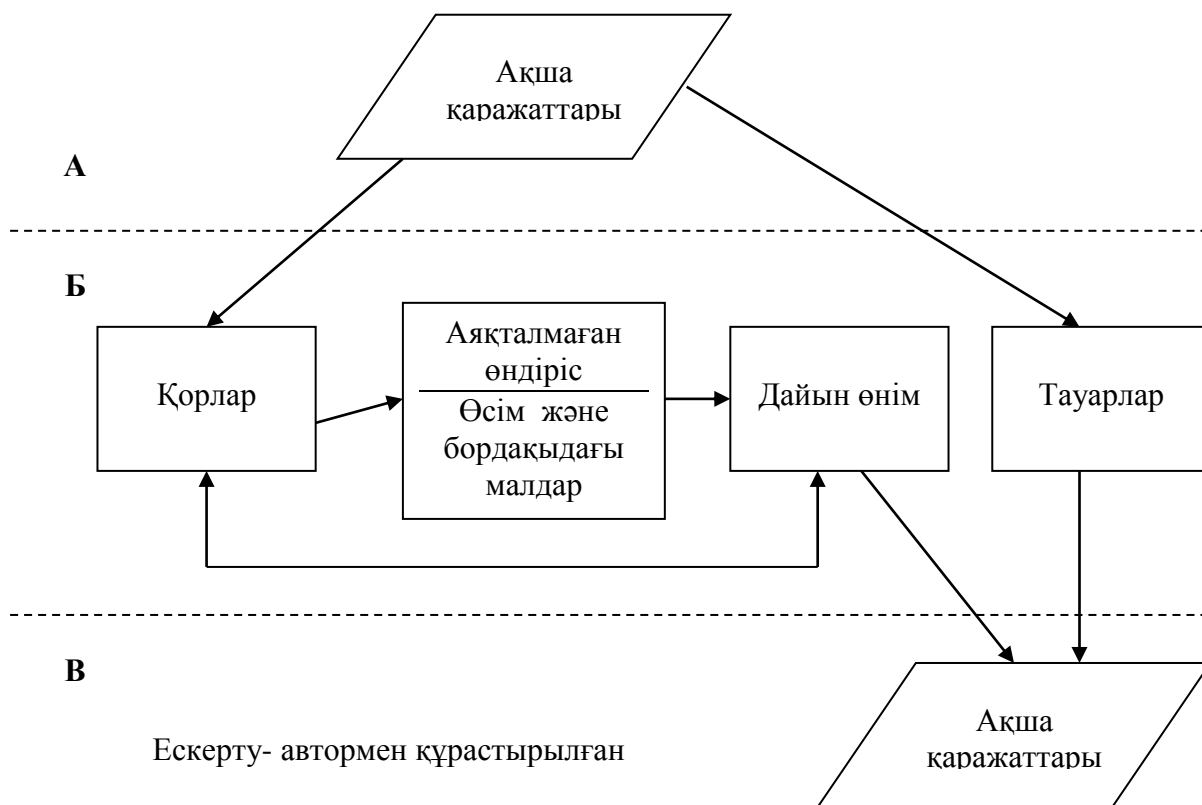 Ақша
қаражаттары
А
Б
Қорлар
Аяқталмаған
өндіріс
Өсім және
бордақыдағы
малдар
Дайын өнім
Тауарлар
В
Ақша
қаражаттары
Ескерту- автормен құрастырылған